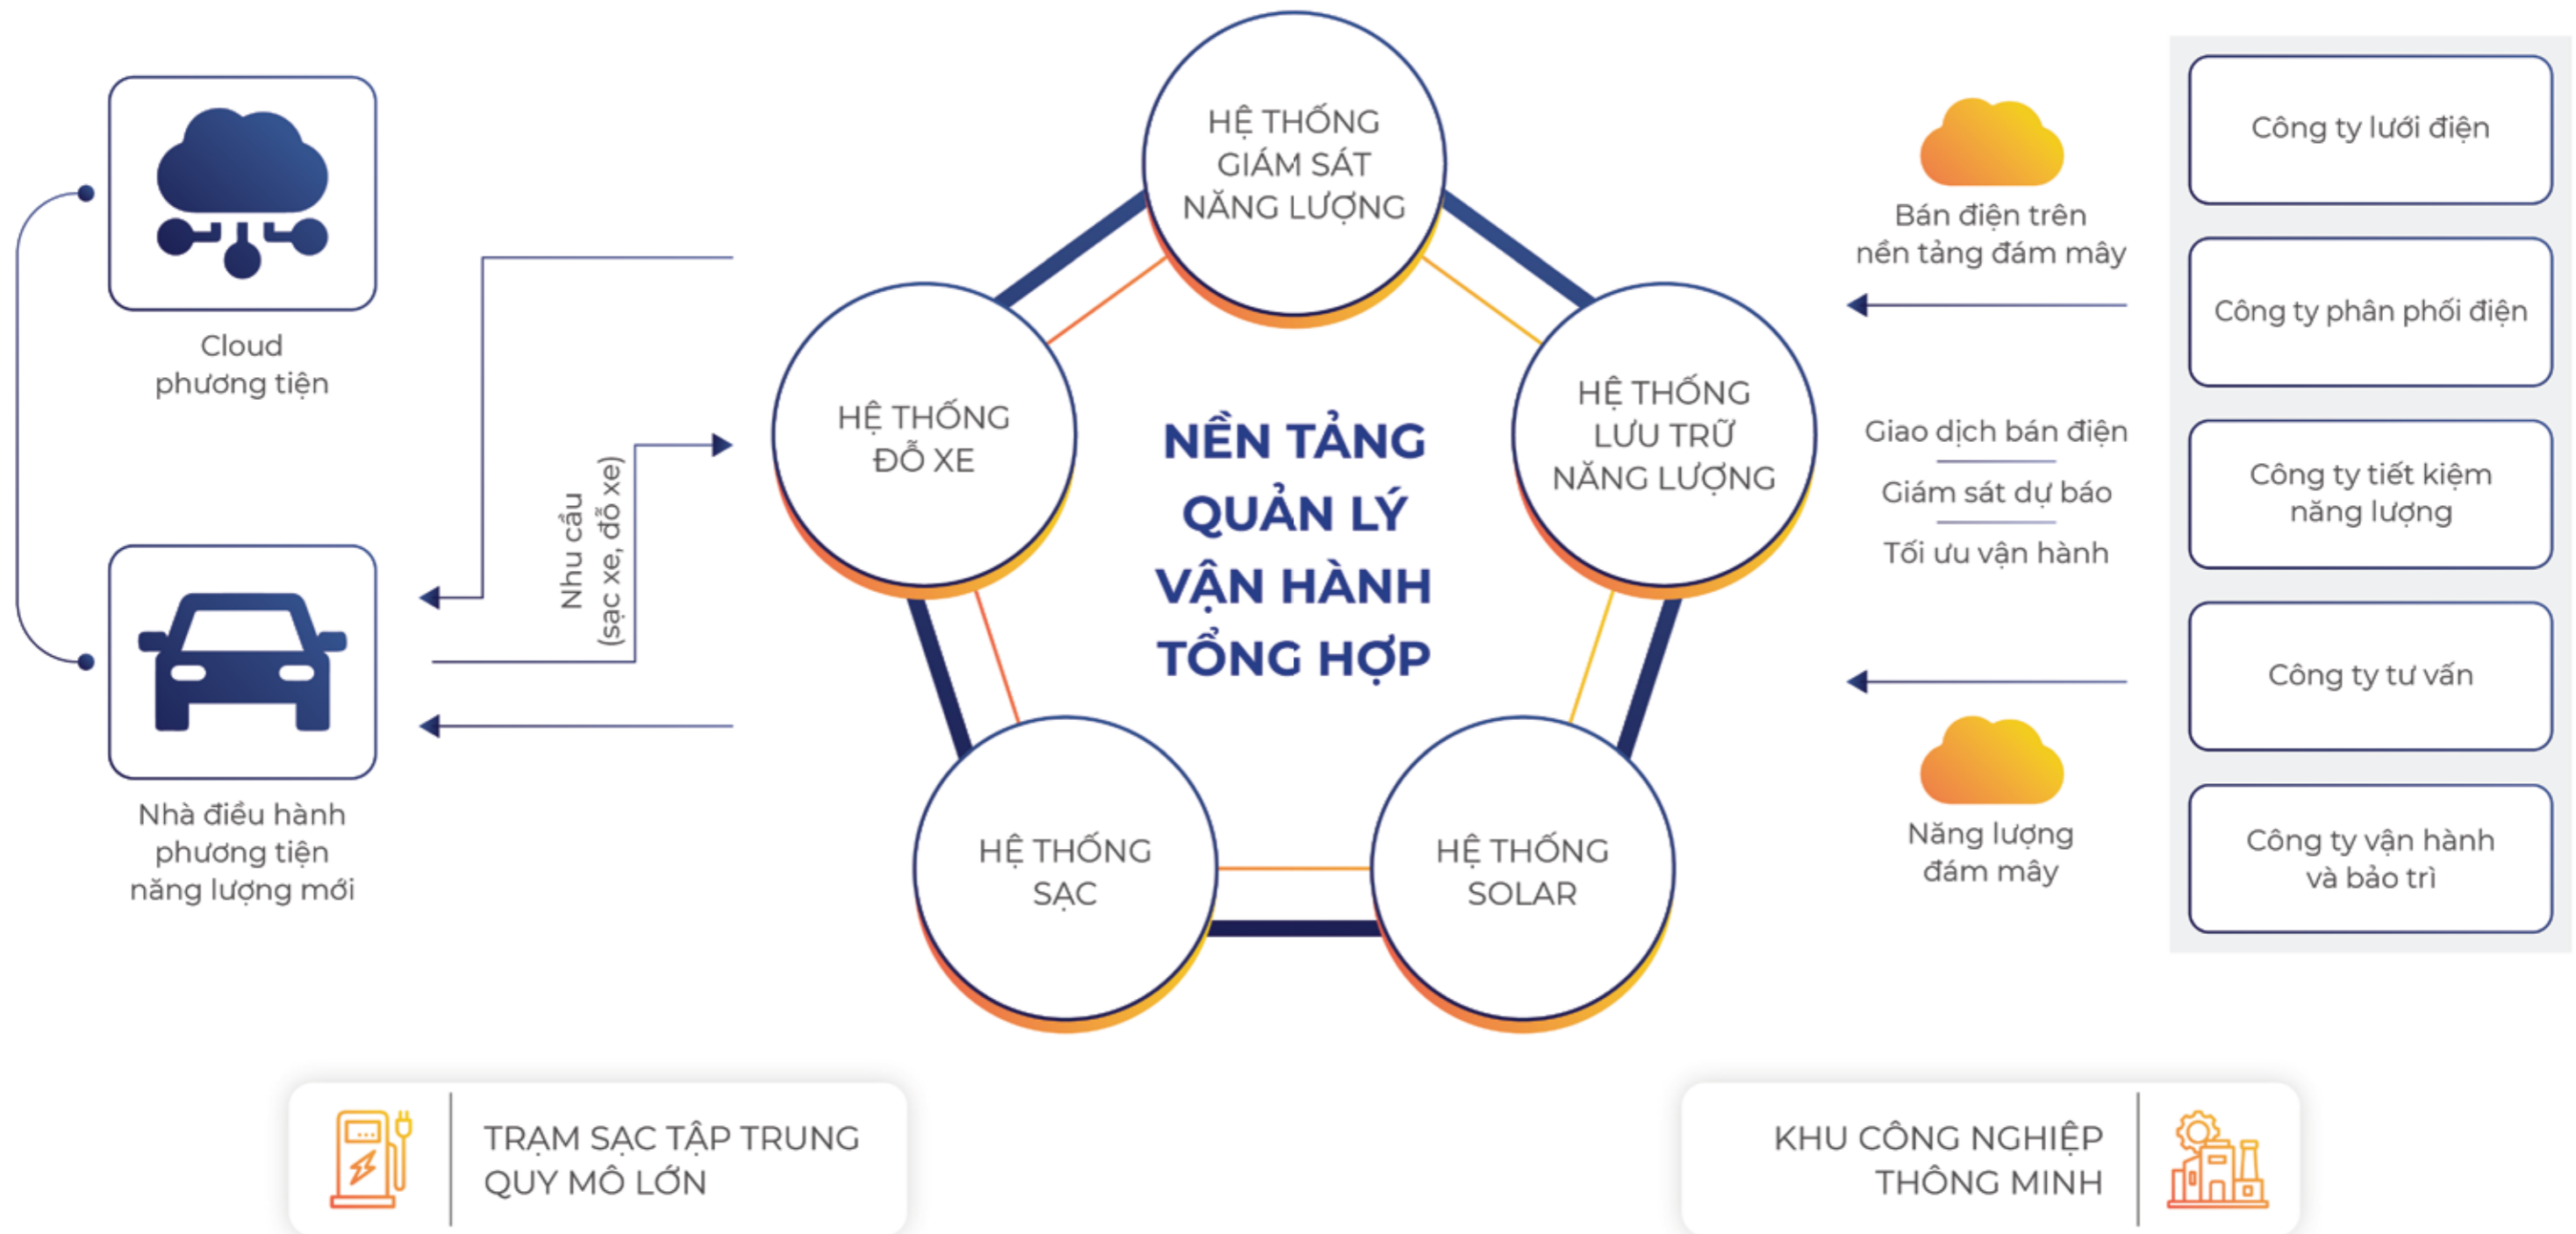 Cloud
phương tiện
Nhà điều hành
phương tiện
năng lượng mới
Nhu cầu
(sạc xe, đỗ xe)
HỆ THỐNG
GIÁM SÁT
NĂNG LƯỢNG
HỆ THỐNG
ĐỖ XE
HỆ THỐNG
LƯU TRỮ
NĂNG LƯỢNG
NỀN TẢNG
QUẢN LÝ
VẬN HÀNH
TỔNG HỢP
HỆ THỐNG
SẠC
HỆ THỐNG
SOLAR
Bán điện trên
nền tảng đám mây
Giao dịch bán điện
Giám sát dự báo
Tối ưu vận hành
Năng lượng
đám mây
Công ty lưới điện
Công ty phân phối điện
Công ty tiết kiệm
năng lượng
Công ty tư vấn
Công ty vận hành
và bảo trì
TRẠM SẠC TẬP TRUNG
QUY MÔ LỚN
KHU CÔNG NGHIỆP
THÔNG MINH